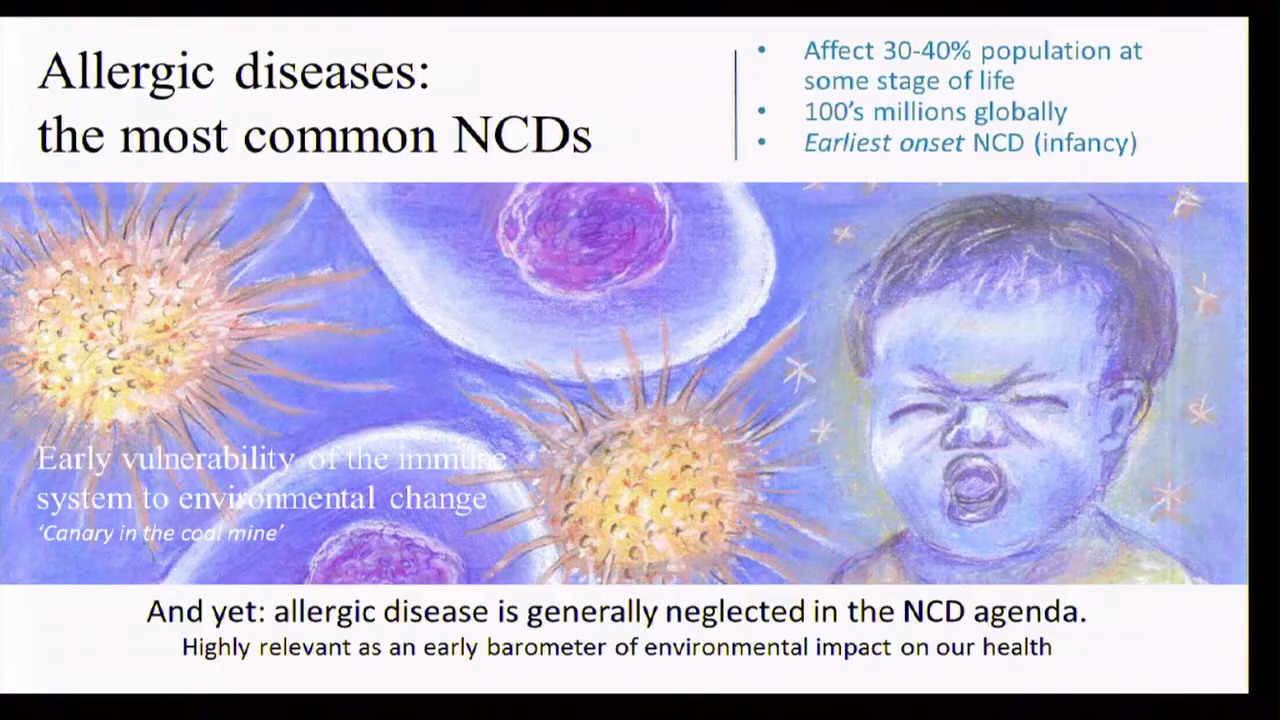 Allergic diseases:
the most common NCDs
• Affect 30-40% population at
some stage of life
• 100's millions globally
• Earliest onset NCD (infancy)
Early vulnerability of the immune
system to environmental change
‘Canary in the coal mine’
And yet: allergic disease is generally neglected in the NCD agenda.
Highly relevant as an early barometer of environmental impact on our health